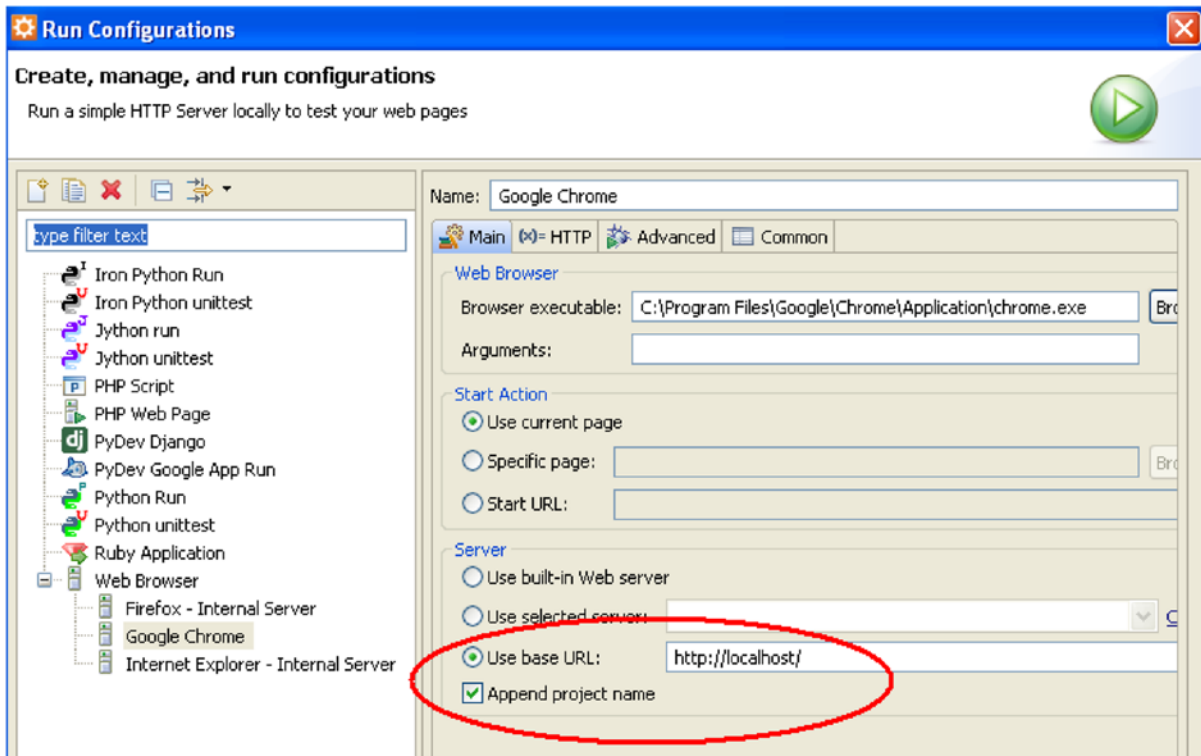 Run Configurations
Create, manage, and run configurations
Run a simple HTTP Server locally to test your web pages
type filter text
Iron Python Run
Iron Python unittest
Jython run
Jython unittest
PHP Script
PHP Web Page
PyDev Django
PyDev Google App Run
Python Run
Python unittest
Ruby Application
Web Browser
Firefox - Internal Server
Google Chrome
Internet Explorer - Internal Server
Name: Google Chrome
Main (x)= HTTP Advanced Common
Web Browser
Browser executable: C:\Program Files\Google\Chrome\Application\chrome.exe Bro
Arguments:
Start Action
Use current page
Specific page: Bro
Start URL:
Server
Use built-in Web server
Use selected server:
Use base URL: http://localhost/
Append project name